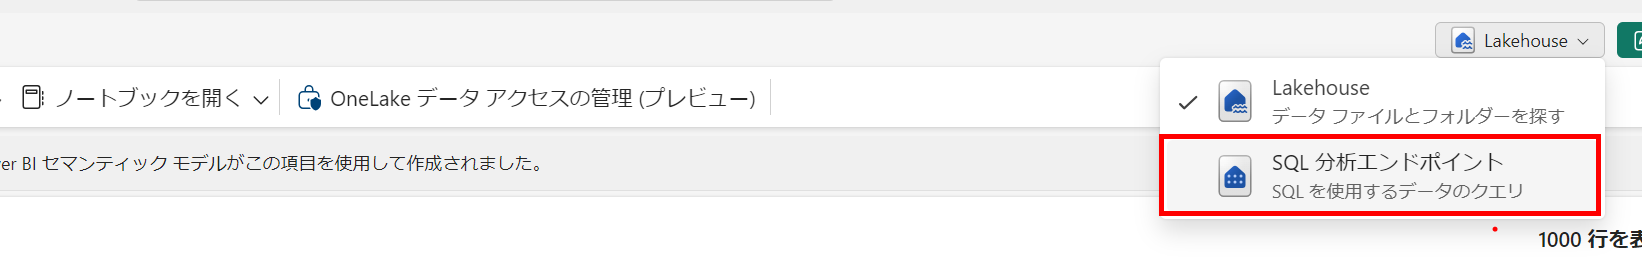 Lakehouse
ノートブックを開く
OneLake データ アクセスの管理 (プレビュー)
Lakehouse
データ ファイルとフォルダーを探す
BI セマンティック モデルがこの項目を使用して作成されました。
SQL 分析エンドポイント
SQL を使用するデータのクエリ
1000 行を